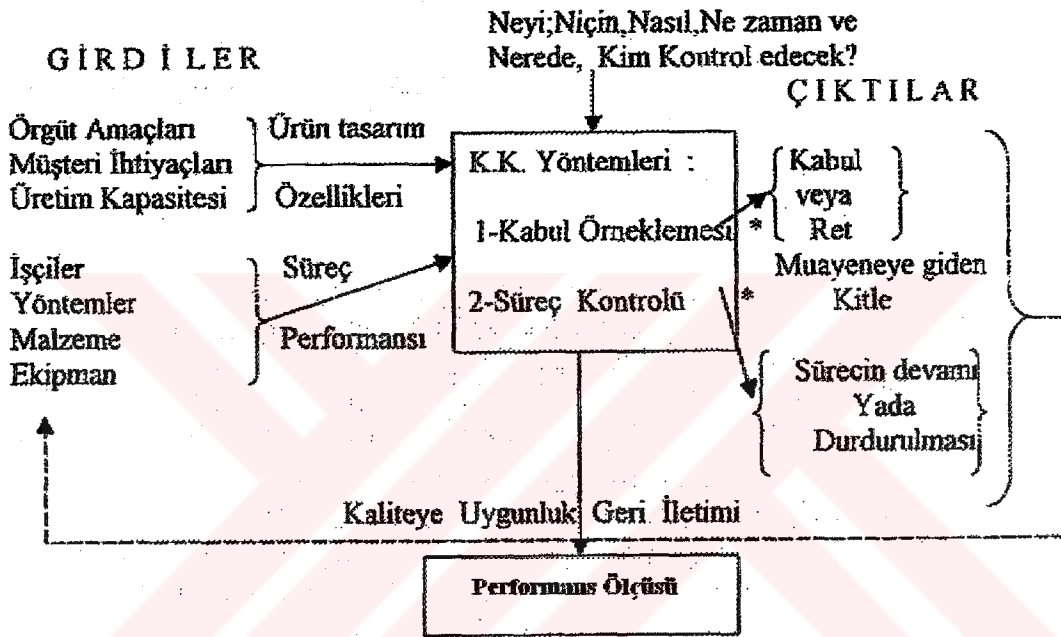 Neyi;Niçin,Nasıl,Ne zaman ve
Nerede, Kim Kontrol edecek?
GİRDİLER
ÇIKTILAR
Örgüt Amaçları
Müşteri İhtiyaçları
Üretim Kapasitesi
Ürün tasarım
Özellikleri
İşçiler
Yöntemler
Malzeme
Ekipman
Süreç
Performansı
K.K. Yöntemleri :
1-Kabul Örneklemesi *
2-Süreç Kontrolü *
Kabul
veya
Ret
Muayeneye giden
Kitle
Sürecin devamı
Yada
Durdurulması
Kaliteye Uygunluk Geri İletimi
Performans Ölçüsü